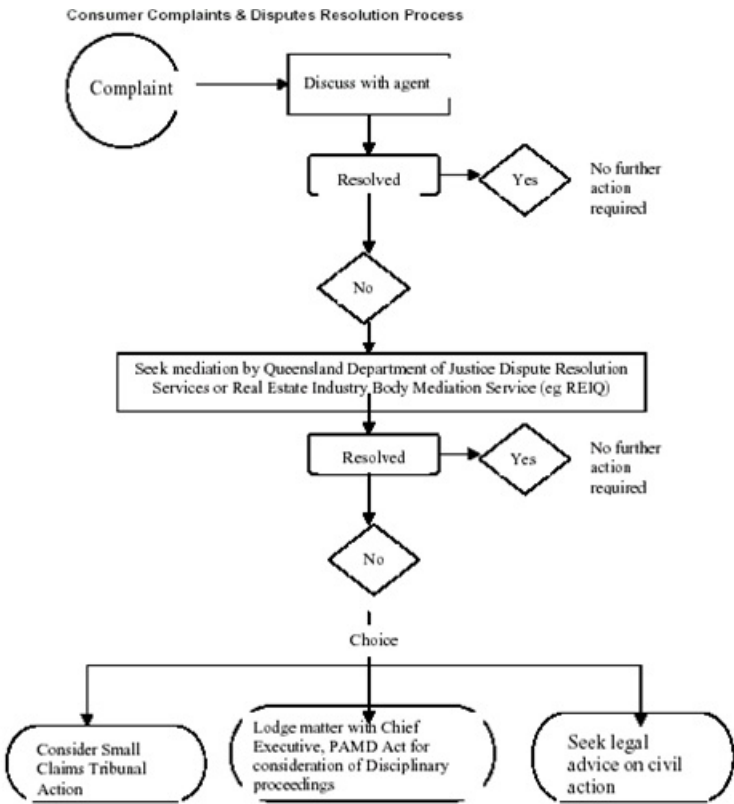 Consumer Complaints & Disputes Resolution Process
Complaint
Discuss with agent
Resolved
Yes
No further
action
required
No
Seek mediation by Queensland Department of Justice Dispute Resolution
Services or Real Estate Industry Body Mediation Service (eg REIQ)
Resolved
Yes
No further
action
required
No
Choice
Consider Small
Claims Tribunal
Action
Lodge matter with Chief
Executive, PAMD Act for
consideration of Disciplinary
proceedings
Seek legal
advice on civil
action